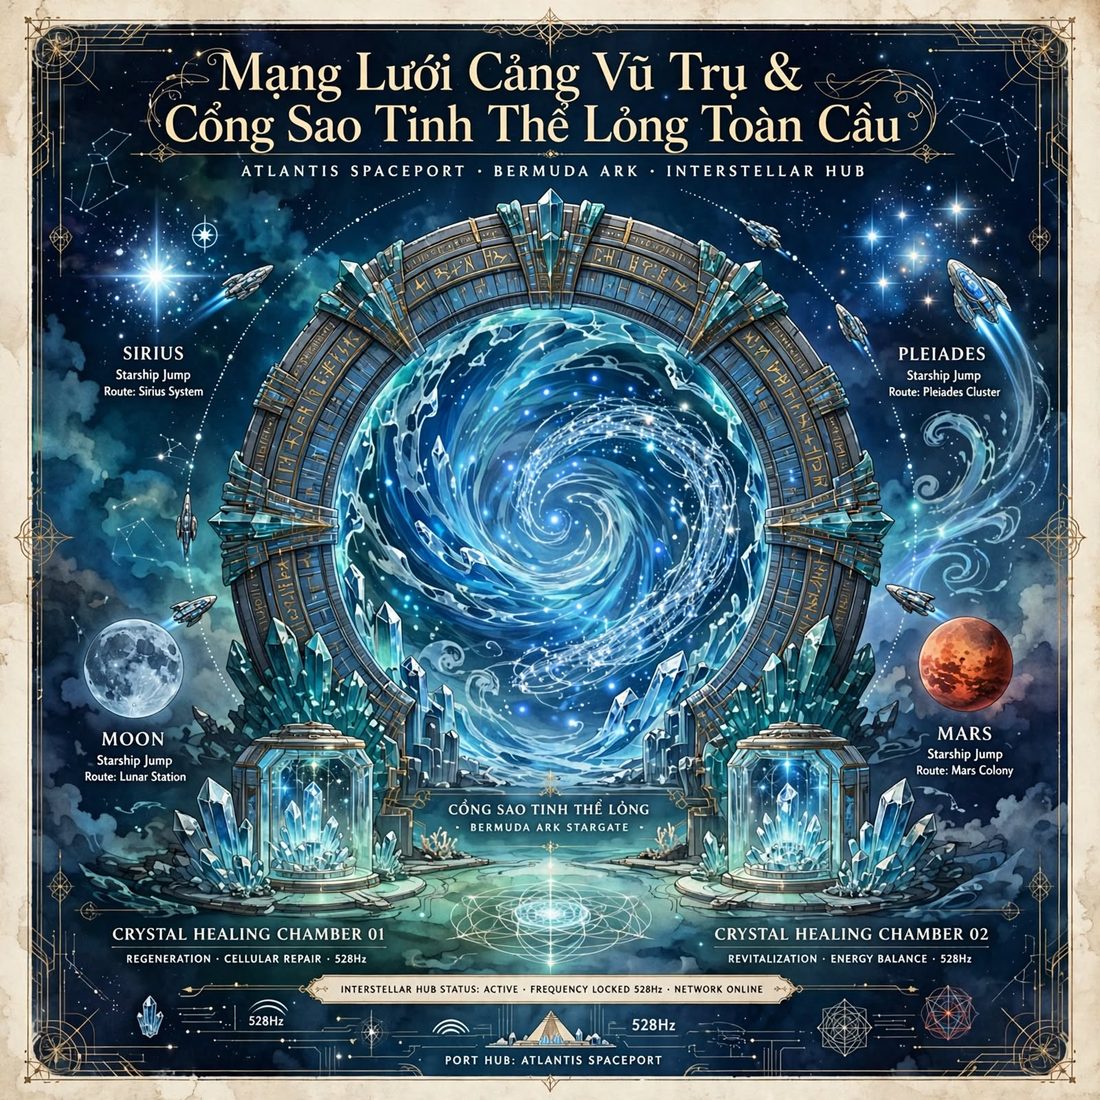 Mạng Lưới Cảng Vũ Trụ &
Cổng Sao Tinh Thể Lỏng Toàn Cầu
ATLANTIS SPACEPORT · BERMUDA ARK · INTERSTELLAR HUB
SIRIUS
Starship Jump
Route: Sirius System
PLEIADES
Starship Jump
Route: Pleiades Cluster
MOON
Starship Jump
Route: Lunar Station
MARS
Starship Jump
Route: Mars Colony
CỔNG SAO TINH THỂ LỎNG
· BERMUDA ARK STARGATE ·
CRYSTAL HEALING CHAMBER 01
REGENERATION · CELLULAR REPAIR · 528Hz
CRYSTAL HEALING CHAMBER 02
REVITALIZATION · ENERGY BALANCE · 528Hz
INTERSTELLAR HUB STATUS: ACTIVE · FREQUENCY LOCKED 528Hz · NETWORK ONLINE
528Hz
528Hz
PORT HUB: ATLANTIS SPACEPORT